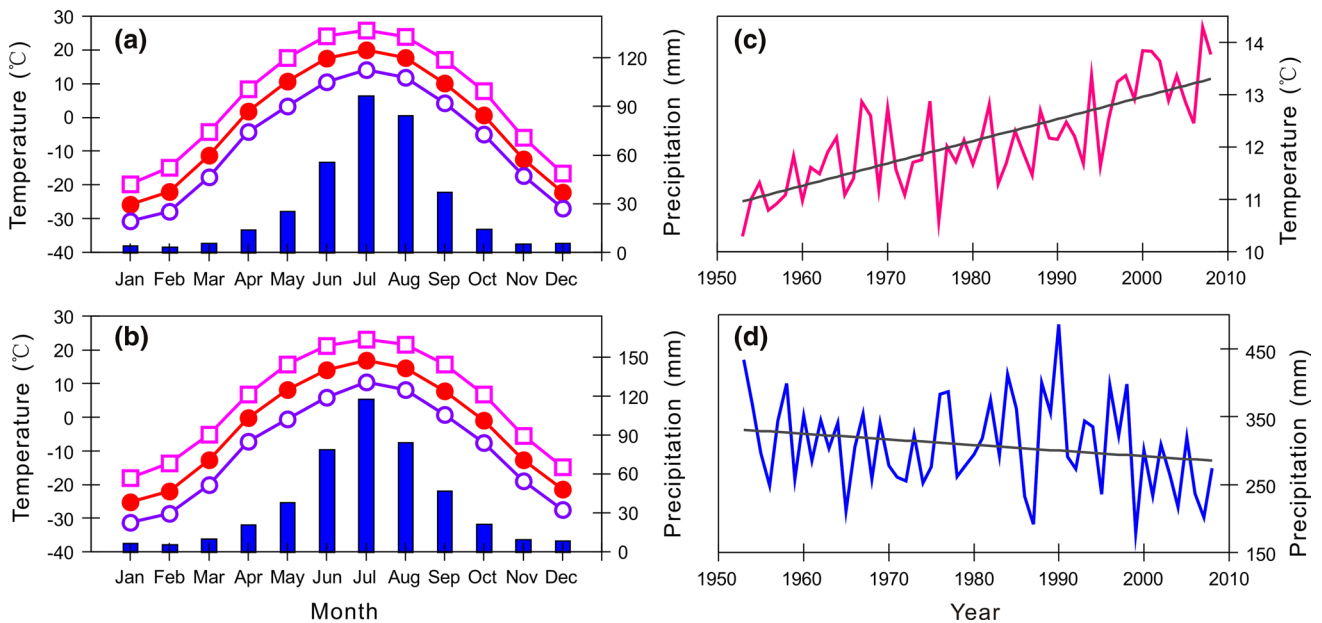 (a)
30
20
10
0
-10
-20
-30
-40
Temperature (℃)
120
90
60
30
0
Precipitation (mm)
Jan Feb Mar Apr May Jun Jul Aug Sep Oct Nov Dec
(c)
14
13
12
11
10
Temperature (℃)
1950 1960 1970 1980 1990 2000 2010
(b)
30
20
10
0
-10
-20
-30
-40
Temperature (℃)
150
120
90
60
30
0
Precipitation (mm)
Jan Feb Mar Apr May Jun Jul Aug Sep Oct Nov Dec
Month
(d)
450
350
250
150
Precipitation (mm)
1950 1960 1970 1980 1990 2000 2010
Year